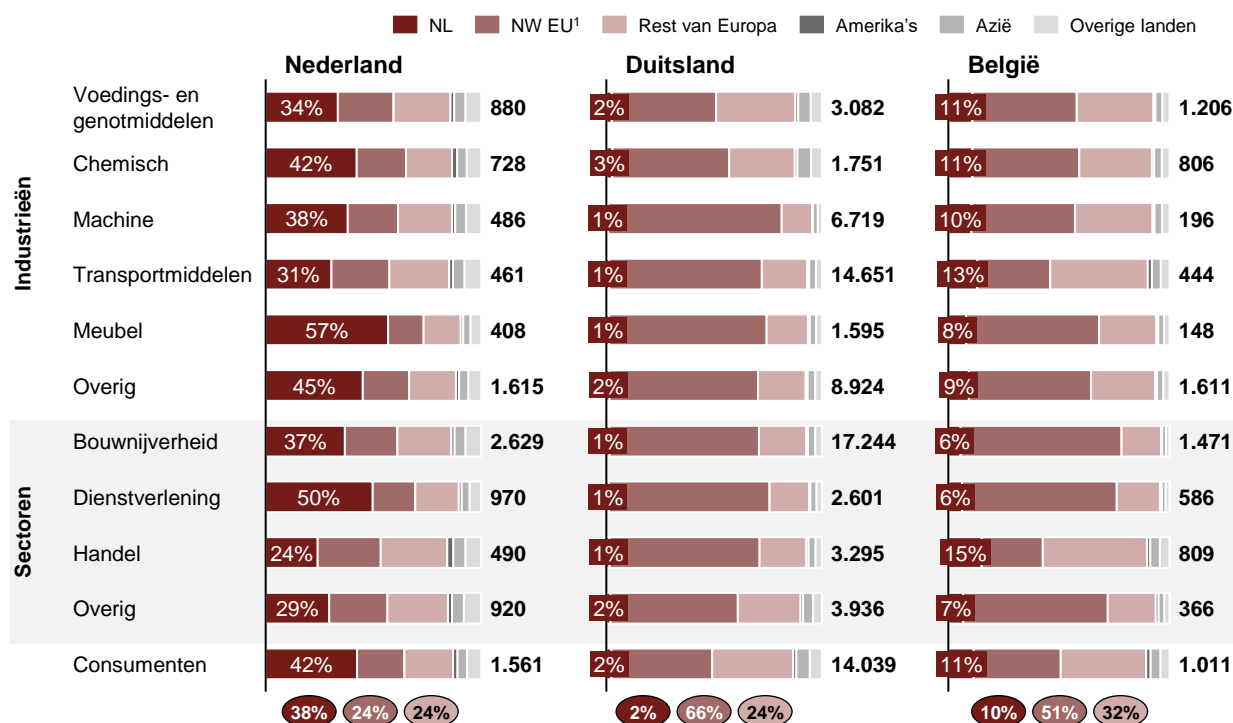 NL NW EU¹ Rest van Europa Amerika's Azië Overige landen
Nederland Duitsland België
Industrieën
Voedings- en
genotmiddelen 34% 880 2% 3.082 11% 1.206
Chemisch 42% 728 3% 1.751 11% 806
Machine 38% 486 1% 6.719 10% 196
Transportmiddelen 31% 461 1% 14.651 13% 444
Meubel 57% 408 1% 1.595 8% 148
Overig 45% 1.615 2% 8.924 9% 1.611
Sectoren
Bouwnijverheid 37% 2.629 1% 17.244 6% 1.471
Dienstverlening 50% 970 1% 2.601 6% 586
Handel 24% 490 1% 3.295 15% 809
Overig 29% 920 2% 3.936 7% 366
Consumenten 42% 1.561 2% 14.039 11% 1.011
38% 24% 24% 2% 66% 24% 10% 51% 32%